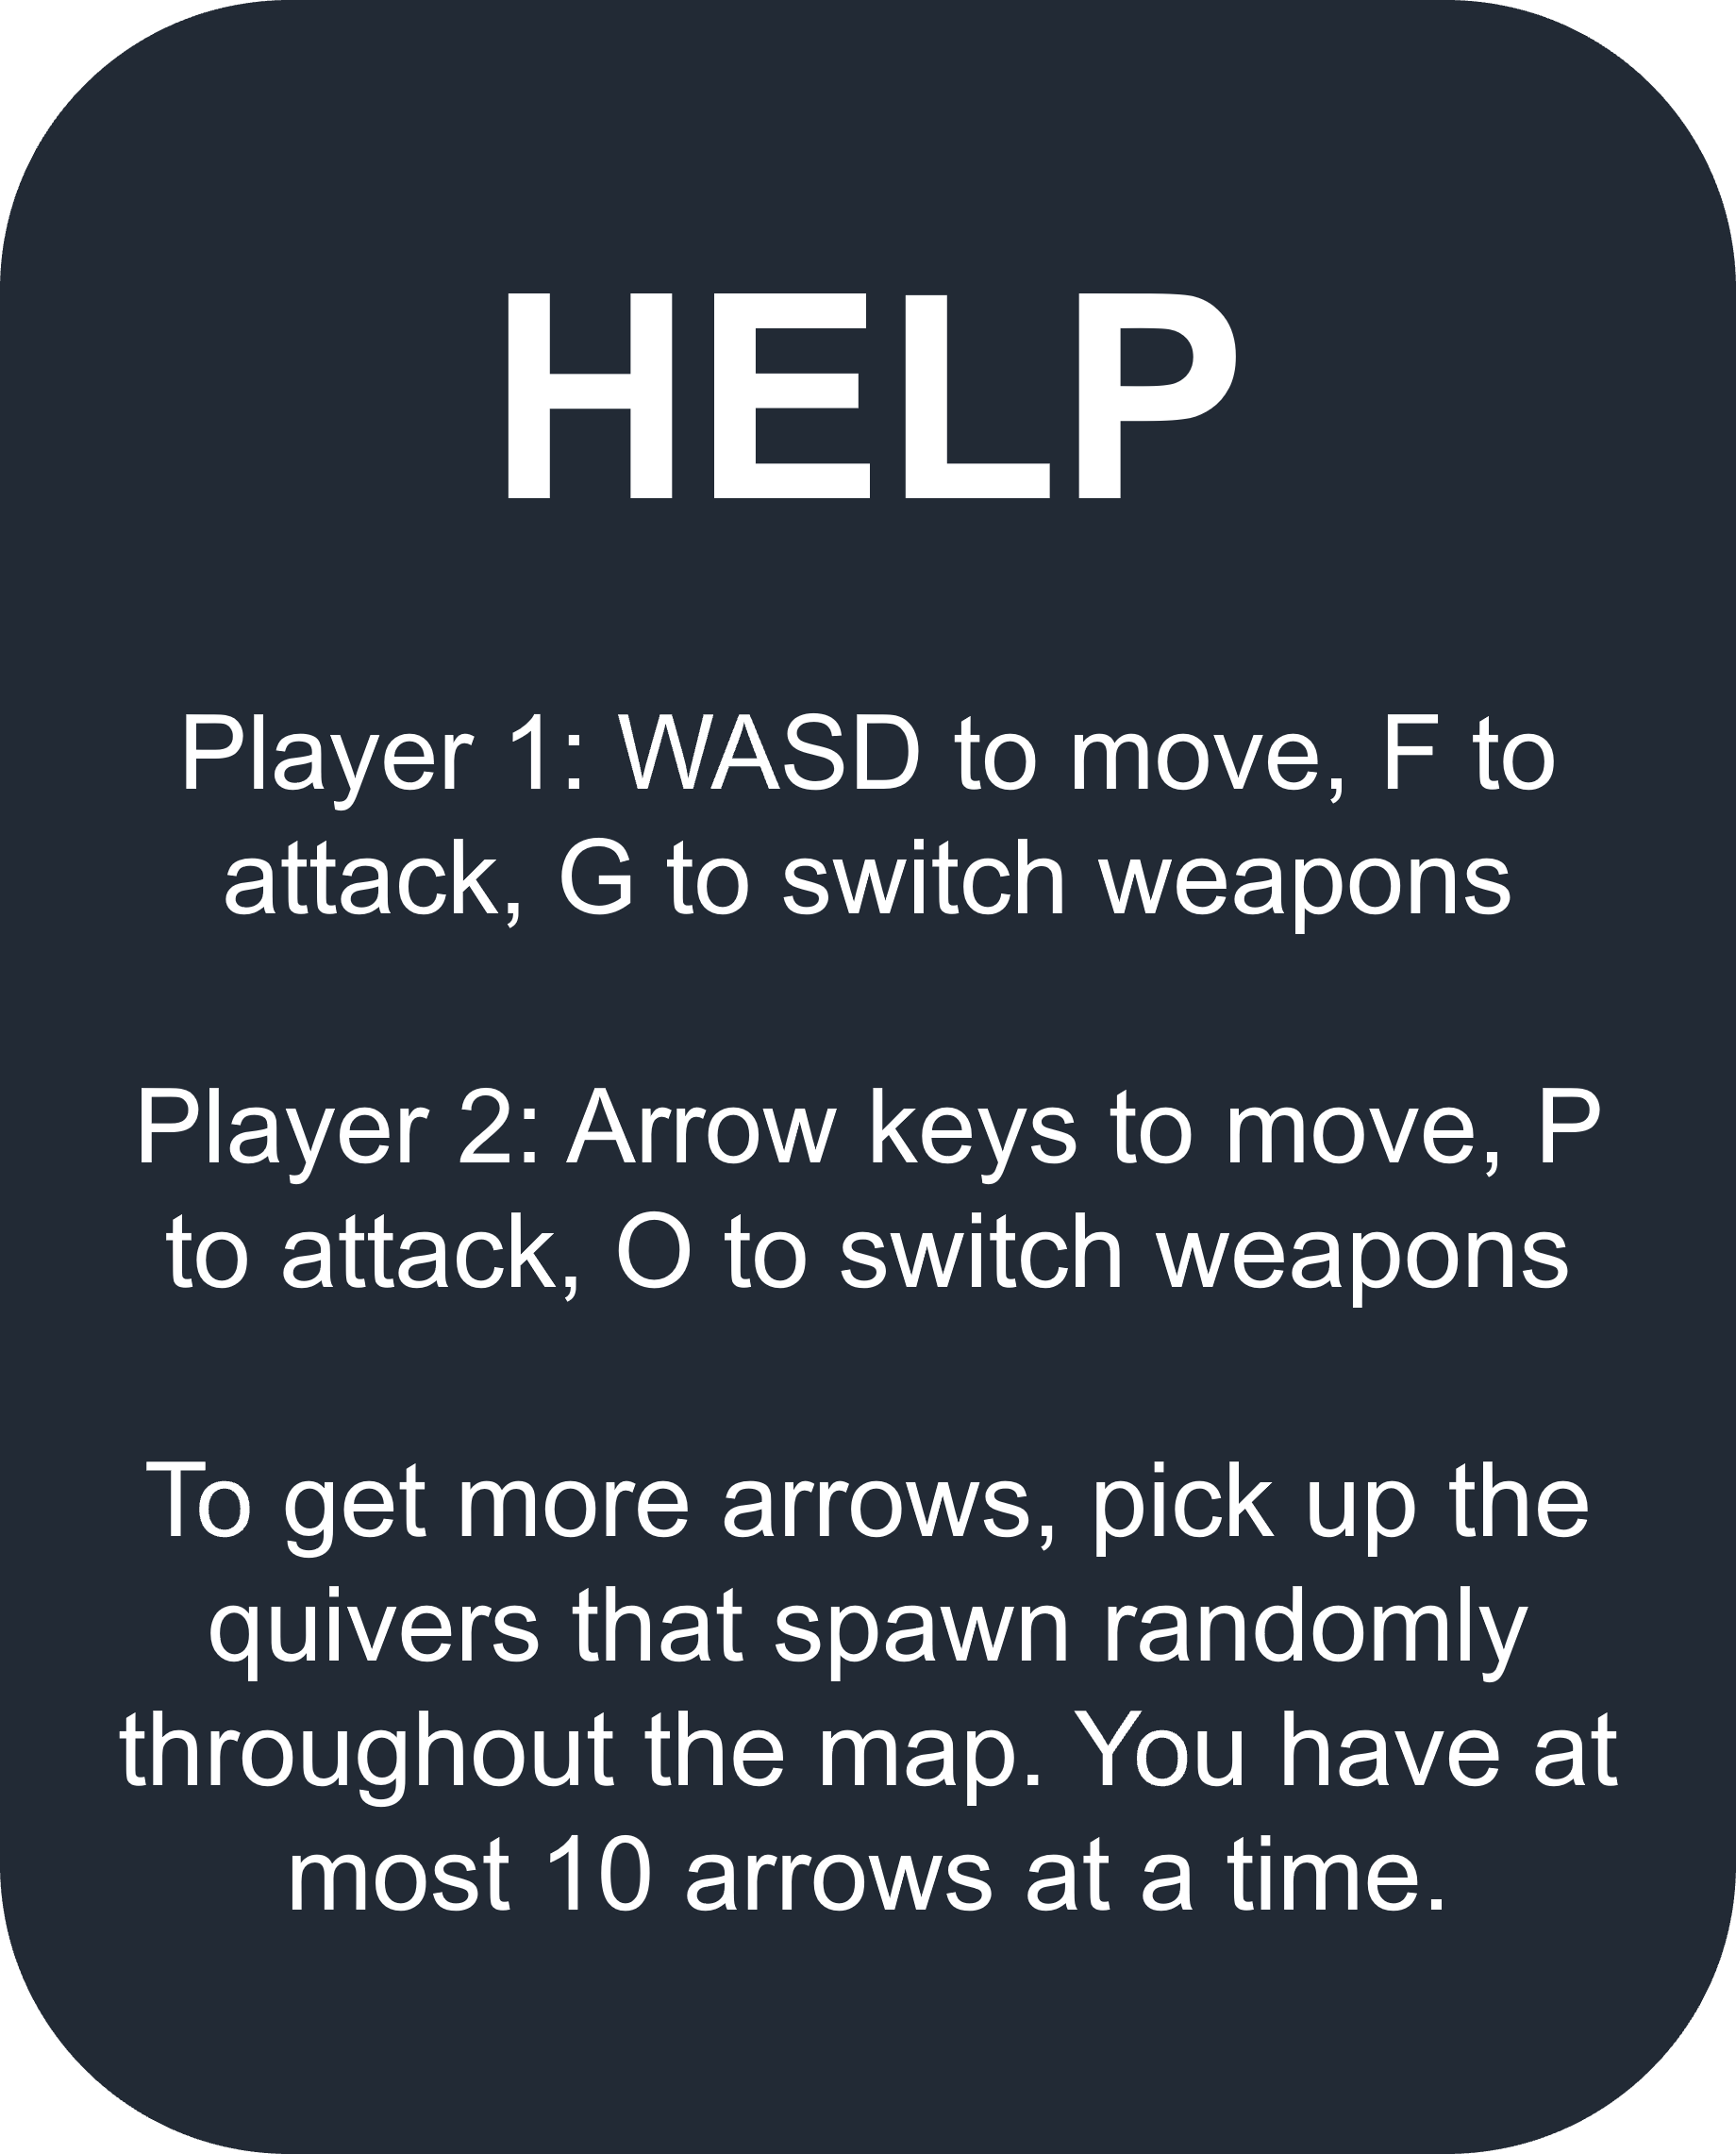 HELP
Player 1: WASD to move, F to
attack, G to switch weapons
Player 2: Arrow keys to move, P
to attack, O to switch weapons
To get more arrows, pick up the
quivers that spawn randomly
throughout the map. You have at
most 10 arrows at a time.